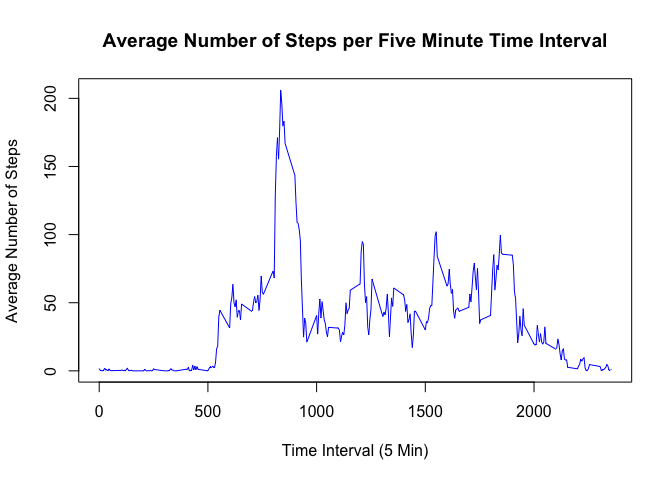 Average Number of Steps per Five Minute Time Interval
Average Number of Steps
200
150
100
50
0
0 500 1000 1500 2000
Time Interval (5 Min)